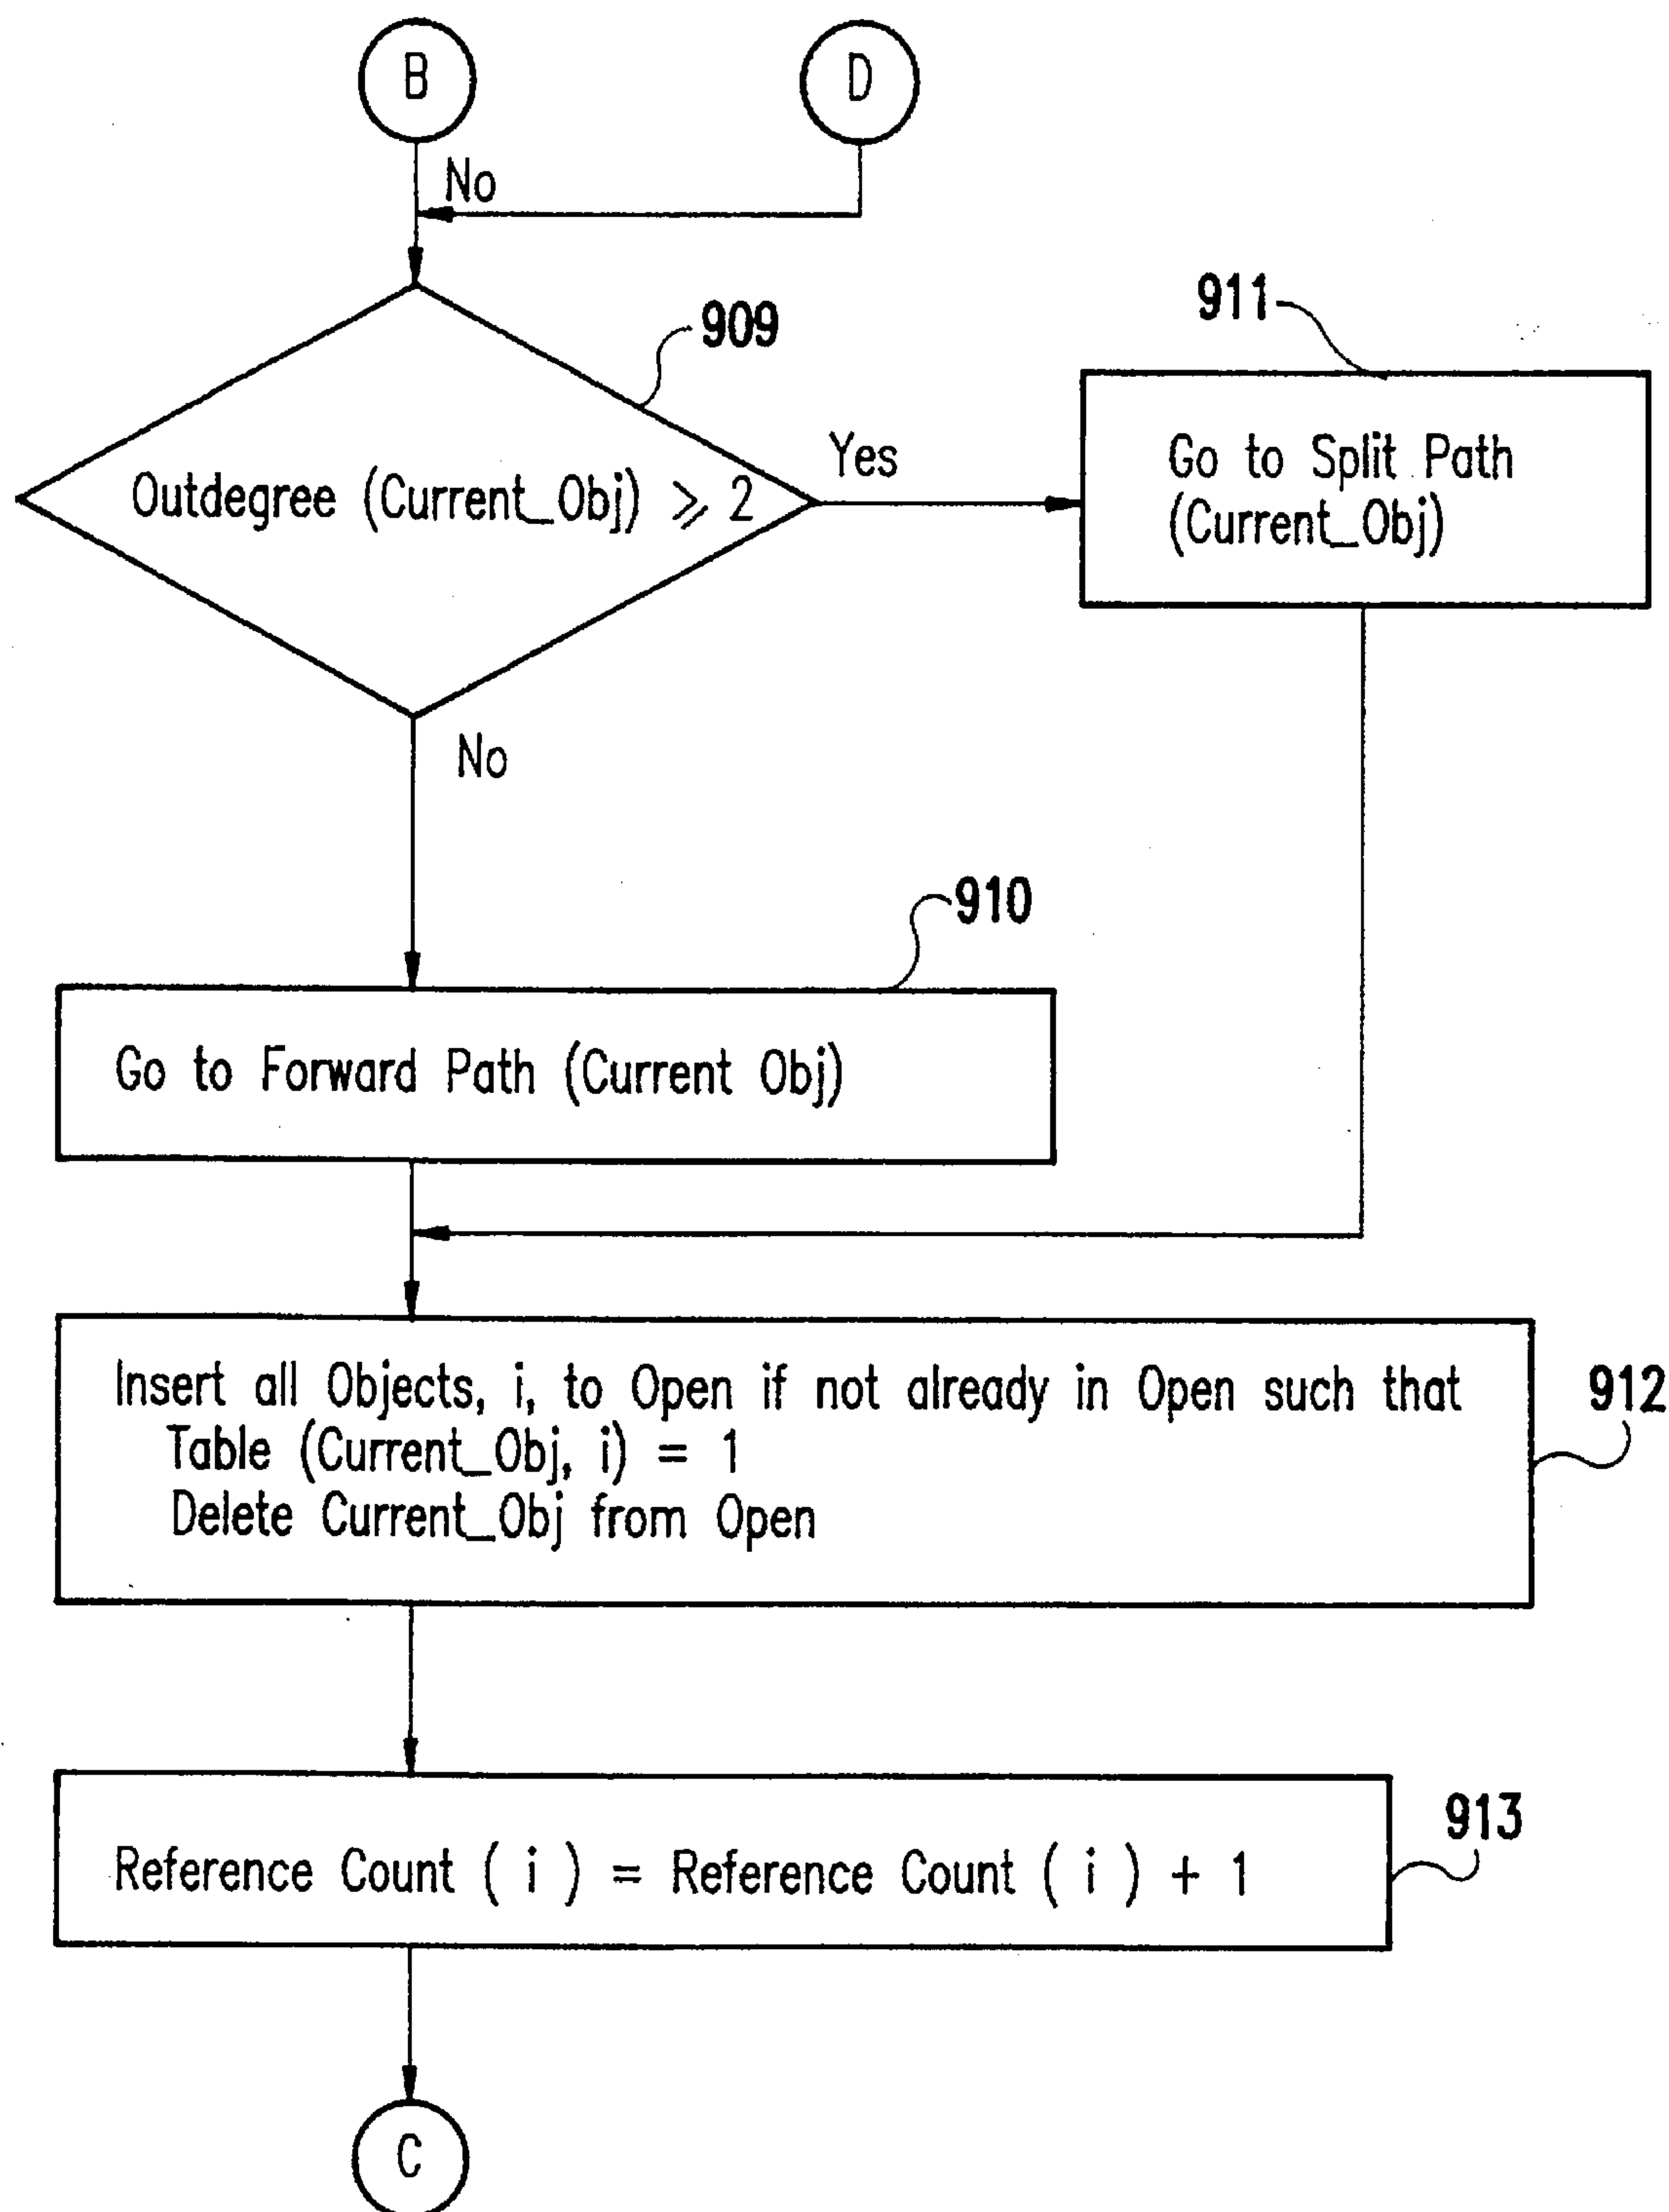 B
D
No
909
911
Outdegree (Current_Obj) ⩾ 2
Yes
Go to Split Path
(Current_Obj)
No
910
Go to Forward Path (Current Obj)
Insert all Objects, i, to Open if not already in Open such that
Table (Current_Obj, i) = 1
Delete Current_Obj from Open
912
Reference Count ( i ) = Reference Count ( i ) + 1
913
C